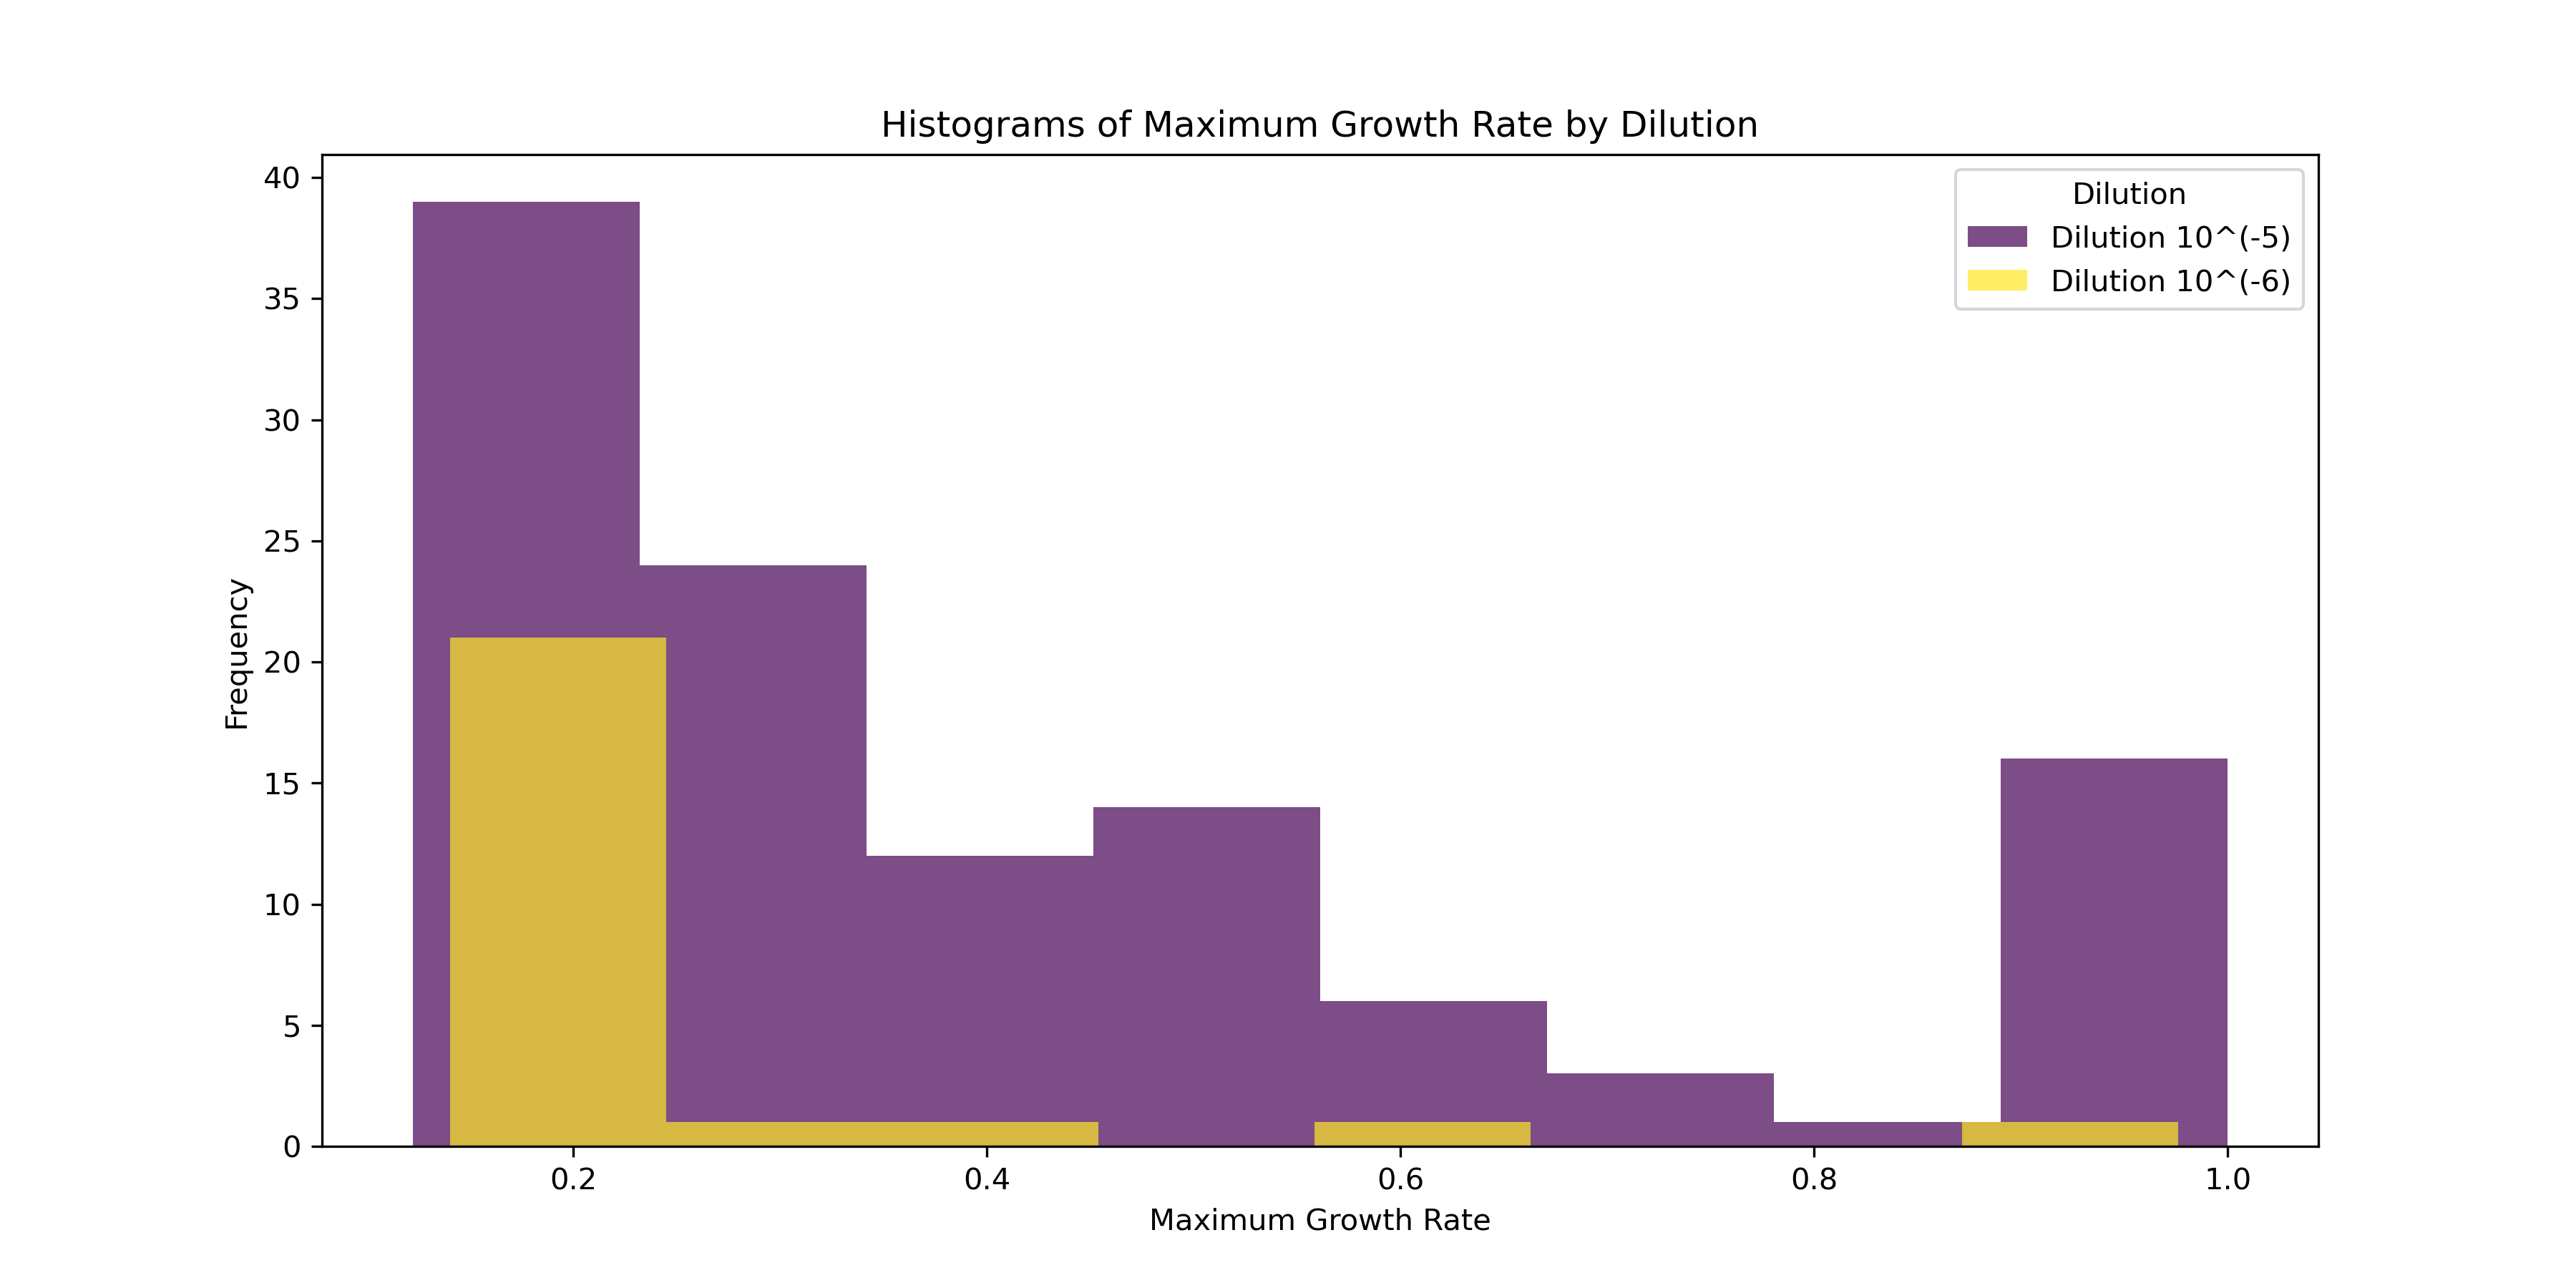 Histograms of Maximum Growth Rate by Dilution
Dilution
Dilution 10^(-5)
Dilution 10^(-6)
Frequency
40
35
30
25
20
15
10
5
0
0.2
0.4
0.6
0.8
1.0
Maximum Growth Rate